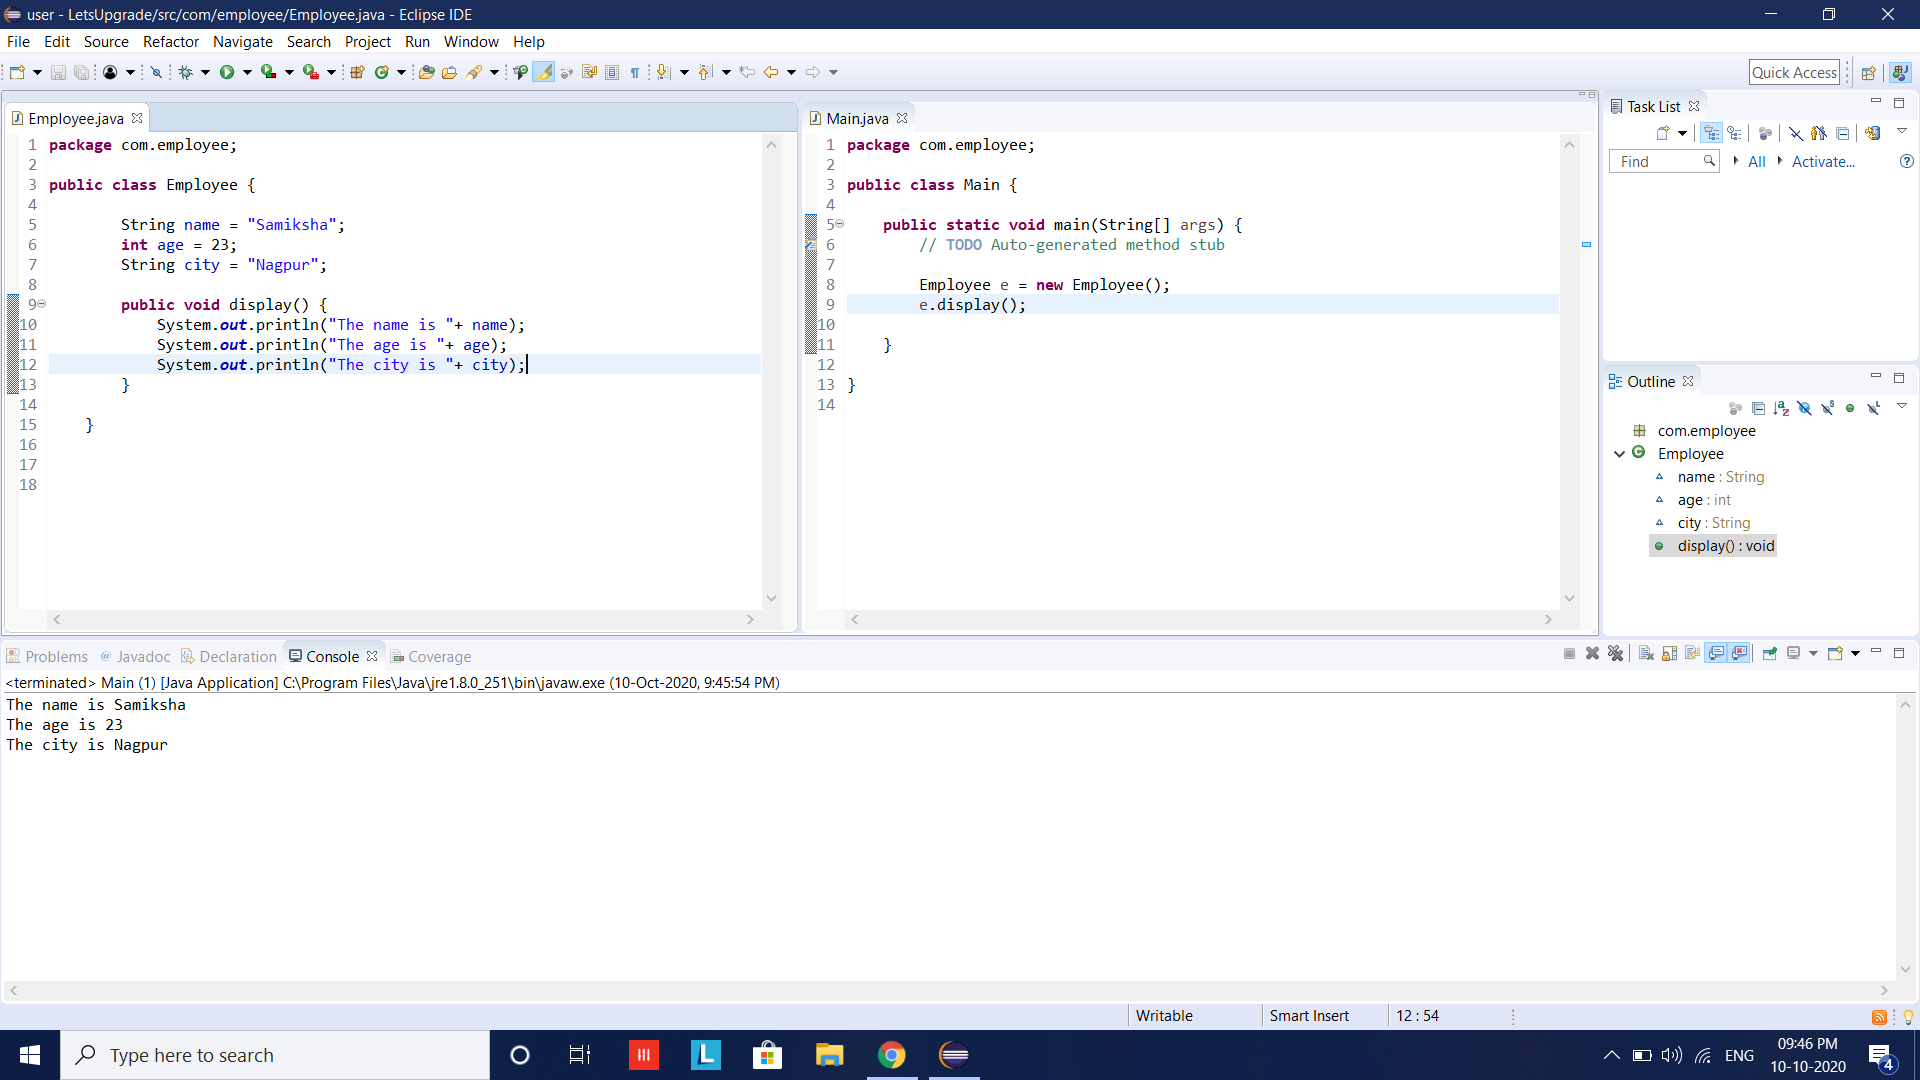 user - LetsUpgrade/src/com/employee/Employee.java - Eclipse IDE
File Edit Source Refactor Navigate Search Project Run Window Help
Quick Access
Employee.java
1 package com.employee;
2
3 public class Employee {
4
5 String name = "Samiksha";
6 int age = 23;
7 String city = "Nagpur";
8
9 public void display() {
10 System.out.println("The name is "+ name);
11 System.out.println("The age is "+ age);
12 System.out.println("The city is "+ city);
13 }
14
15 }
16
17
18
Main.java
1 package com.employee;
2
3 public class Main {
4
5 public static void main(String[] args) {
6 // TODO Auto-generated method stub
7
8 Employee e = new Employee();
9 e.display();
10
11 }
12
13 }
14
Task List
Find All Activate...
Outline
com.employee
Employee
name : String
age : int
city : String
display() : void
Problems Javadoc Declaration Console Coverage
<terminated> Main (1) [Java Application] C:\Program Files\Java\jre1.8.0_251\bin\javaw.exe (10-Oct-2020, 9:45:54 PM)
The name is Samiksha
The age is 23
The city is Nagpur
Writable Smart Insert 12 : 54
Type here to search
L
ENG
09:46 PM
10-10-2020
4